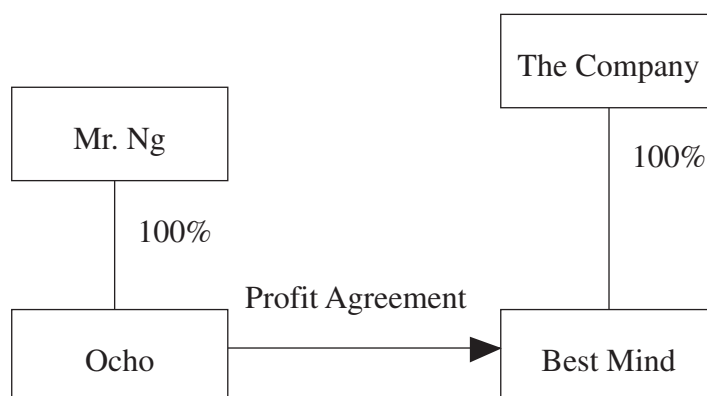 The Company
Mr. Ng
100%
100%
Profit Agreement
Ocho
Best Mind